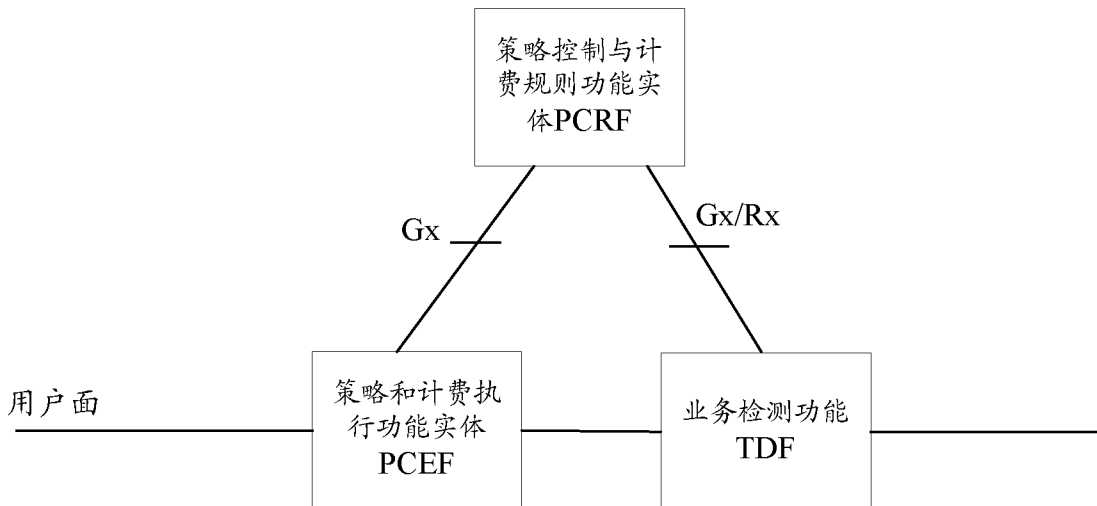 策略控制与计
费规则功能实
体PCRF
Gx
Gx/Rx
用户面
策略和计费执
行功能实体
PCEF
业务检测功能
TDF